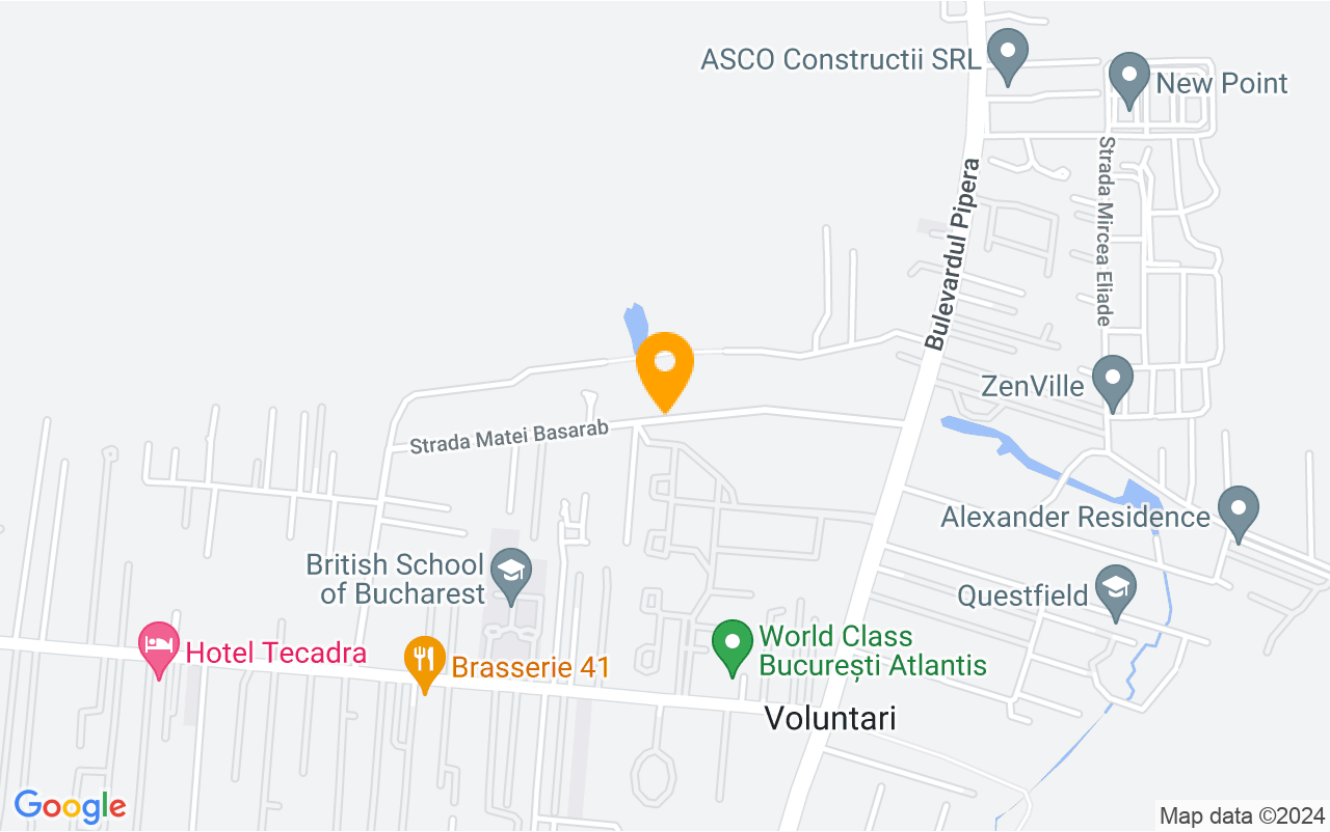 ASCO Constructii SRL
New Point
Strada Mircea Eliade
Bulevardul Pipera
ZenVille
Strada Matei Basarab
Alexander Residence
British School
of Bucharest
Questfield
Hotel Tecadra
Brasserie 41
World Class
București Atlantis
Voluntari
Google
Map data ©2024